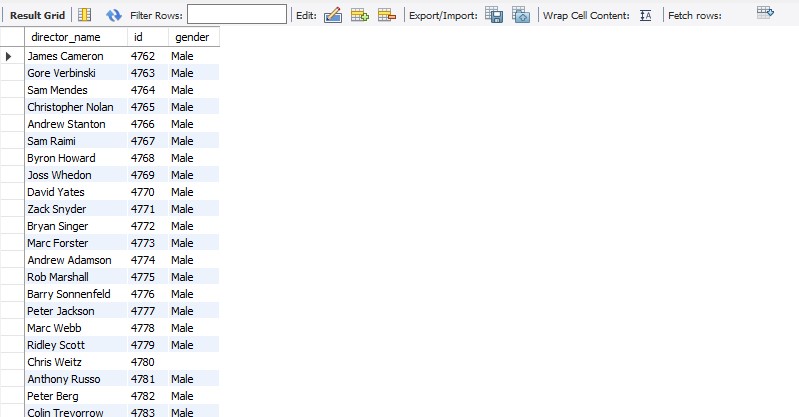 Result Grid Filter Rows: Edit: Export/Import: Wrap Cell Content: IA Fetch rows:
director_name id gender
James Cameron 4762 Male
Gore Verbinski 4763 Male
Sam Mendes 4764 Male
Christopher Nolan 4765 Male
Andrew Stanton 4766 Male
Sam Raimi 4767 Male
Byron Howard 4768 Male
Joss Whedon 4769 Male
David Yates 4770 Male
Zack Snyder 4771 Male
Bryan Singer 4772 Male
Marc Forster 4773 Male
Andrew Adamson 4774 Male
Rob Marshall 4775 Male
Barry Sonnenfeld 4776 Male
Peter Jackson 4777 Male
Marc Webb 4778 Male
Ridley Scott 4779 Male
Chris Weitz 4780
Anthony Russo 4781 Male
Peter Berg 4782 Male
Colin Trevorrow 4783 Male